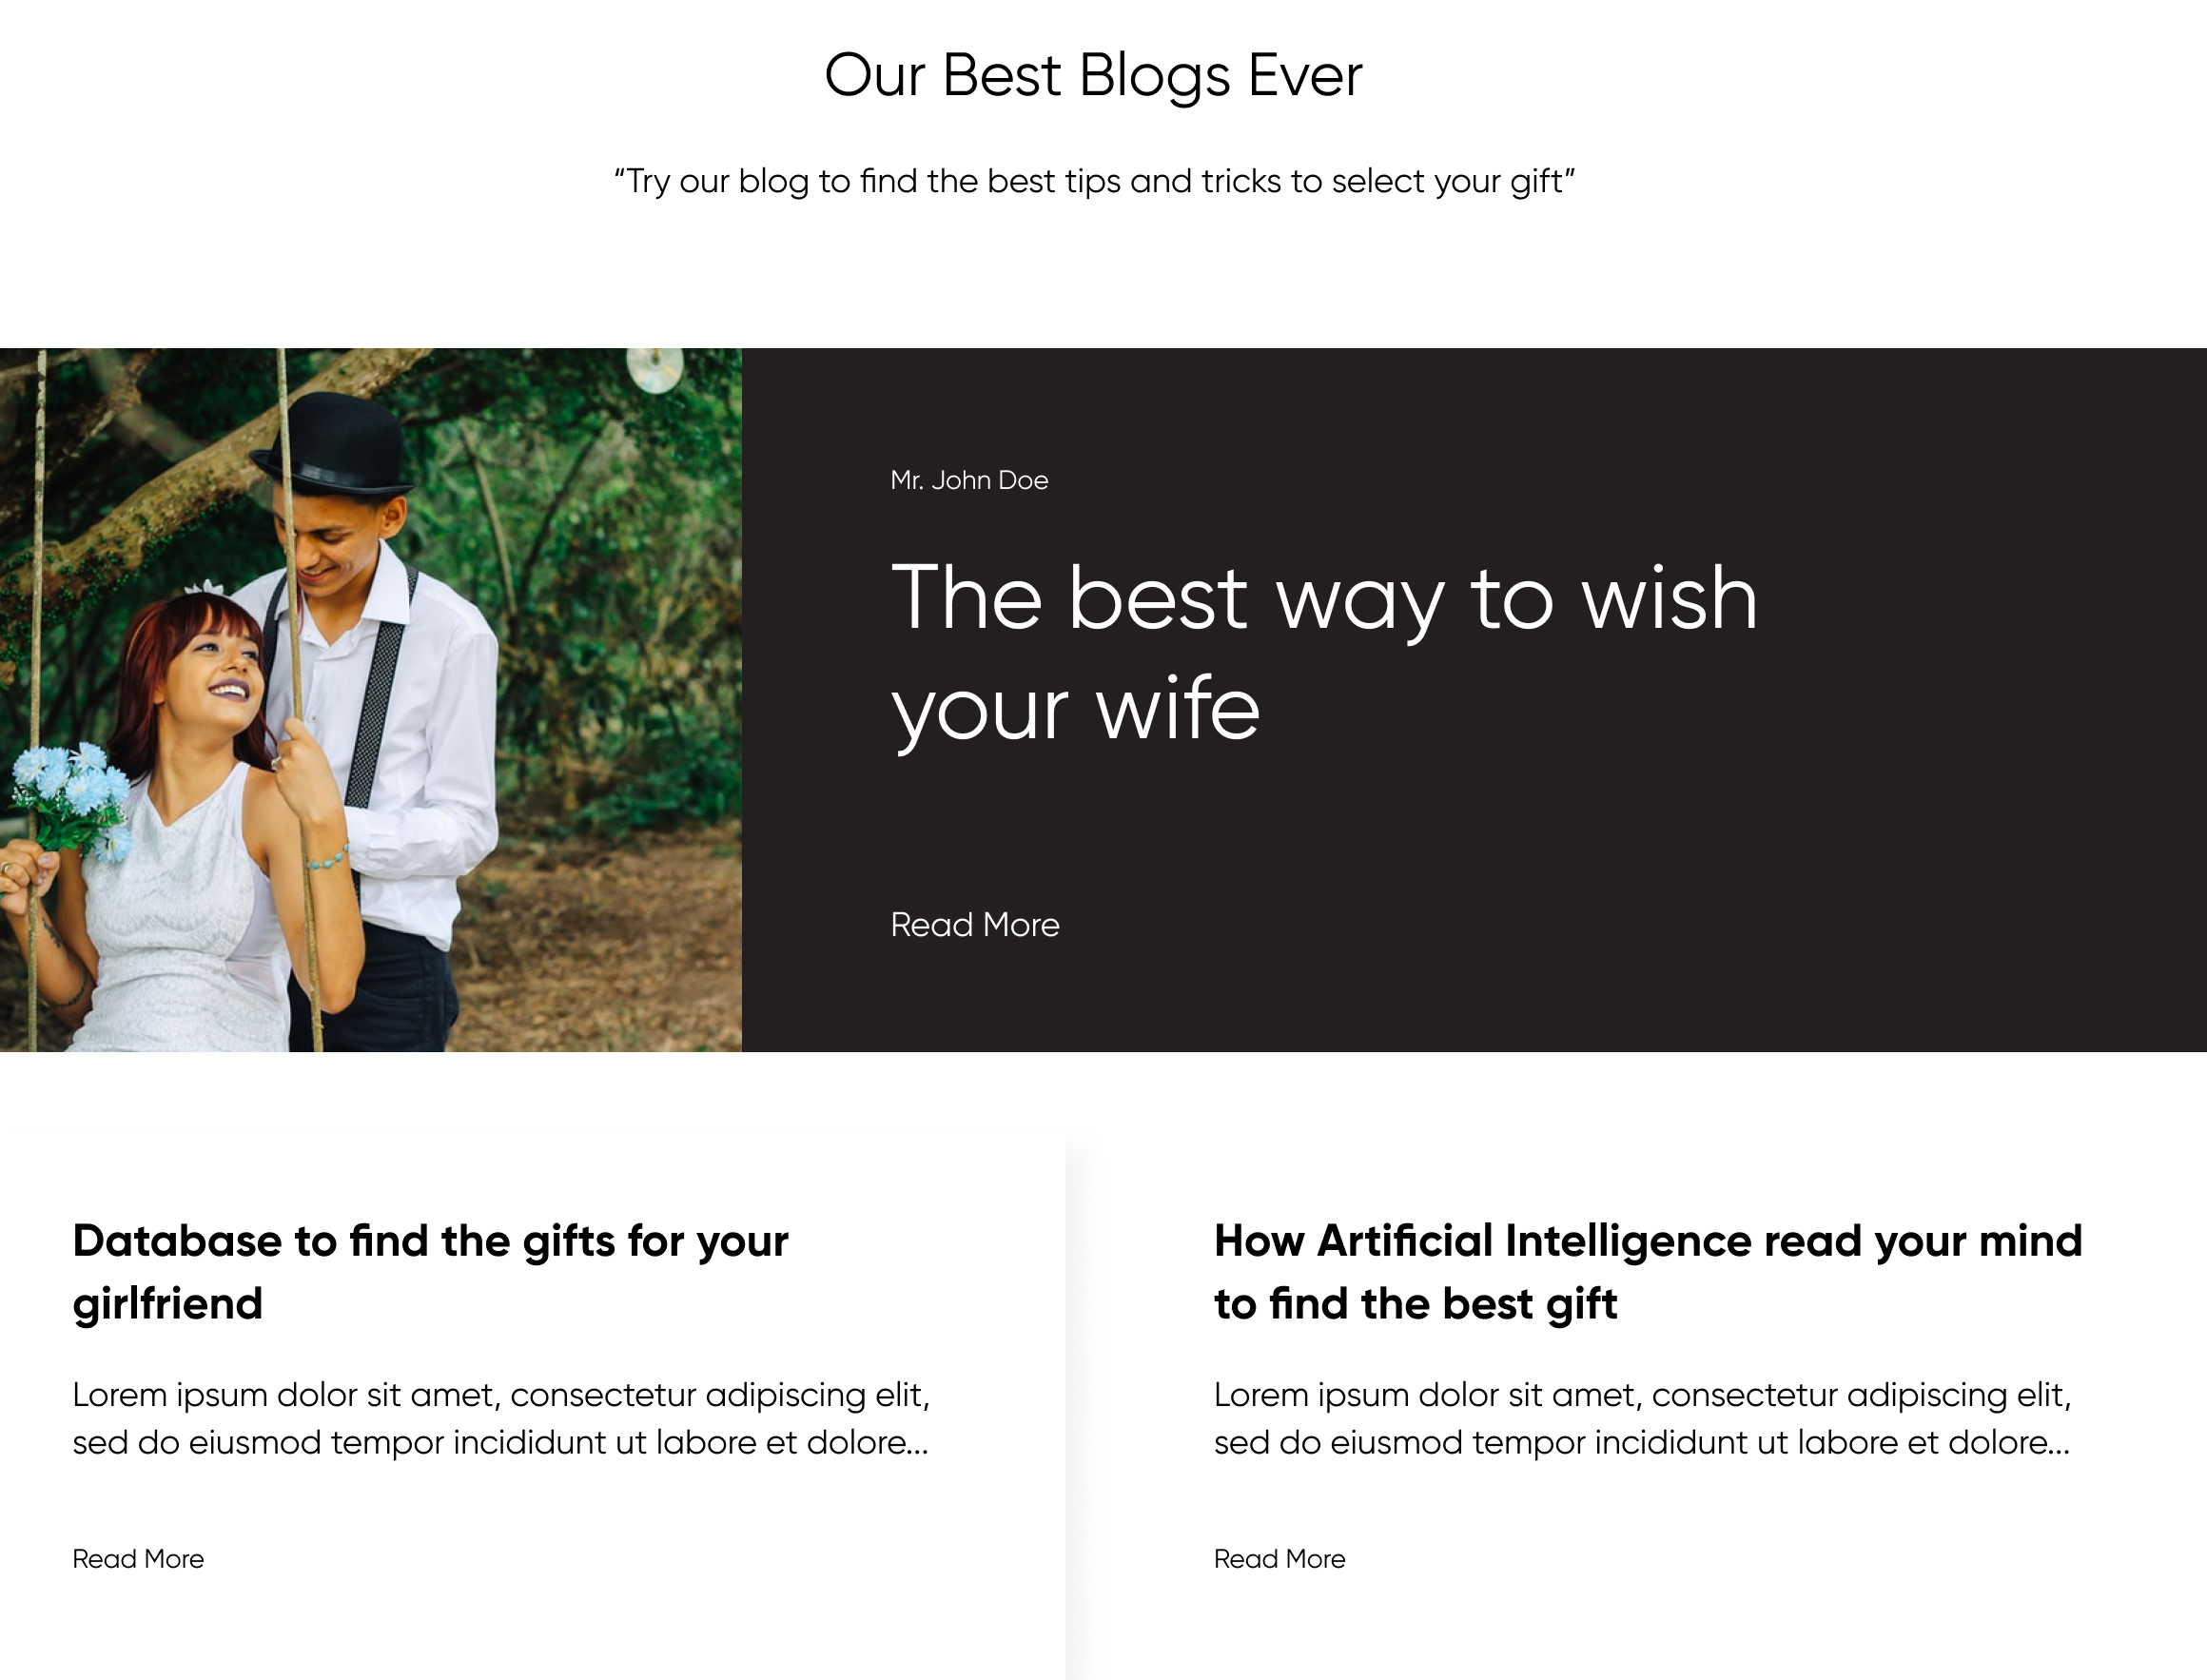 Our Best Blogs Ever
“Try our blog to find the best tips and tricks to select your gift”
Mr. John Doe
The best way to wish
your wife
Read More
Database to find the gifts for your
girlfriend
Lorem ipsum dolor sit amet, consectetur adipiscing elit,
sed do eiusmod tempor incididunt ut labore et dolore...
Read More
How Artificial Intelligence read your mind
to find the best gift
Lorem ipsum dolor sit amet, consectetur adipiscing elit,
sed do eiusmod tempor incididunt ut labore et dolore...
Read More